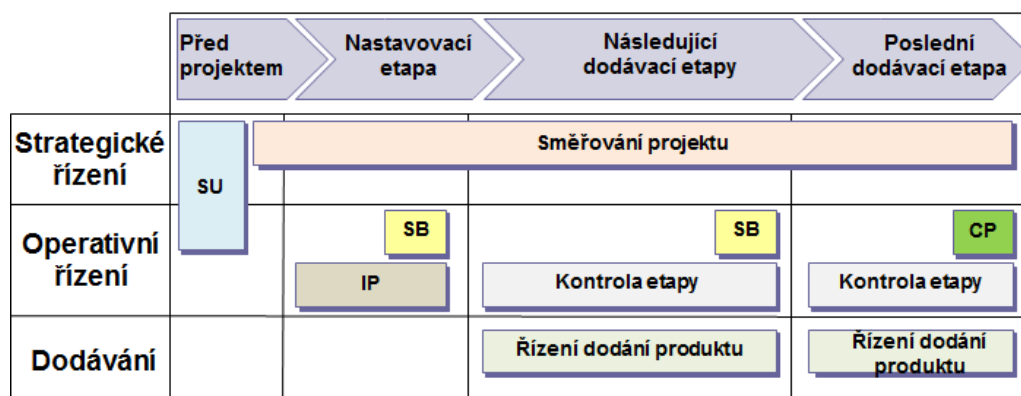 Před
projektem
Nastavovací
etapa
Následující
dodávací etapy
Poslední
dodávací etapa
Strategické
řízení
SU
Směřování projektu
Operativní
řízení
SB
SB
CP
IP
Kontrola etapy
Kontrola etapy
Dodávání
Řízení dodání produktu
Řízení dodání
produktu